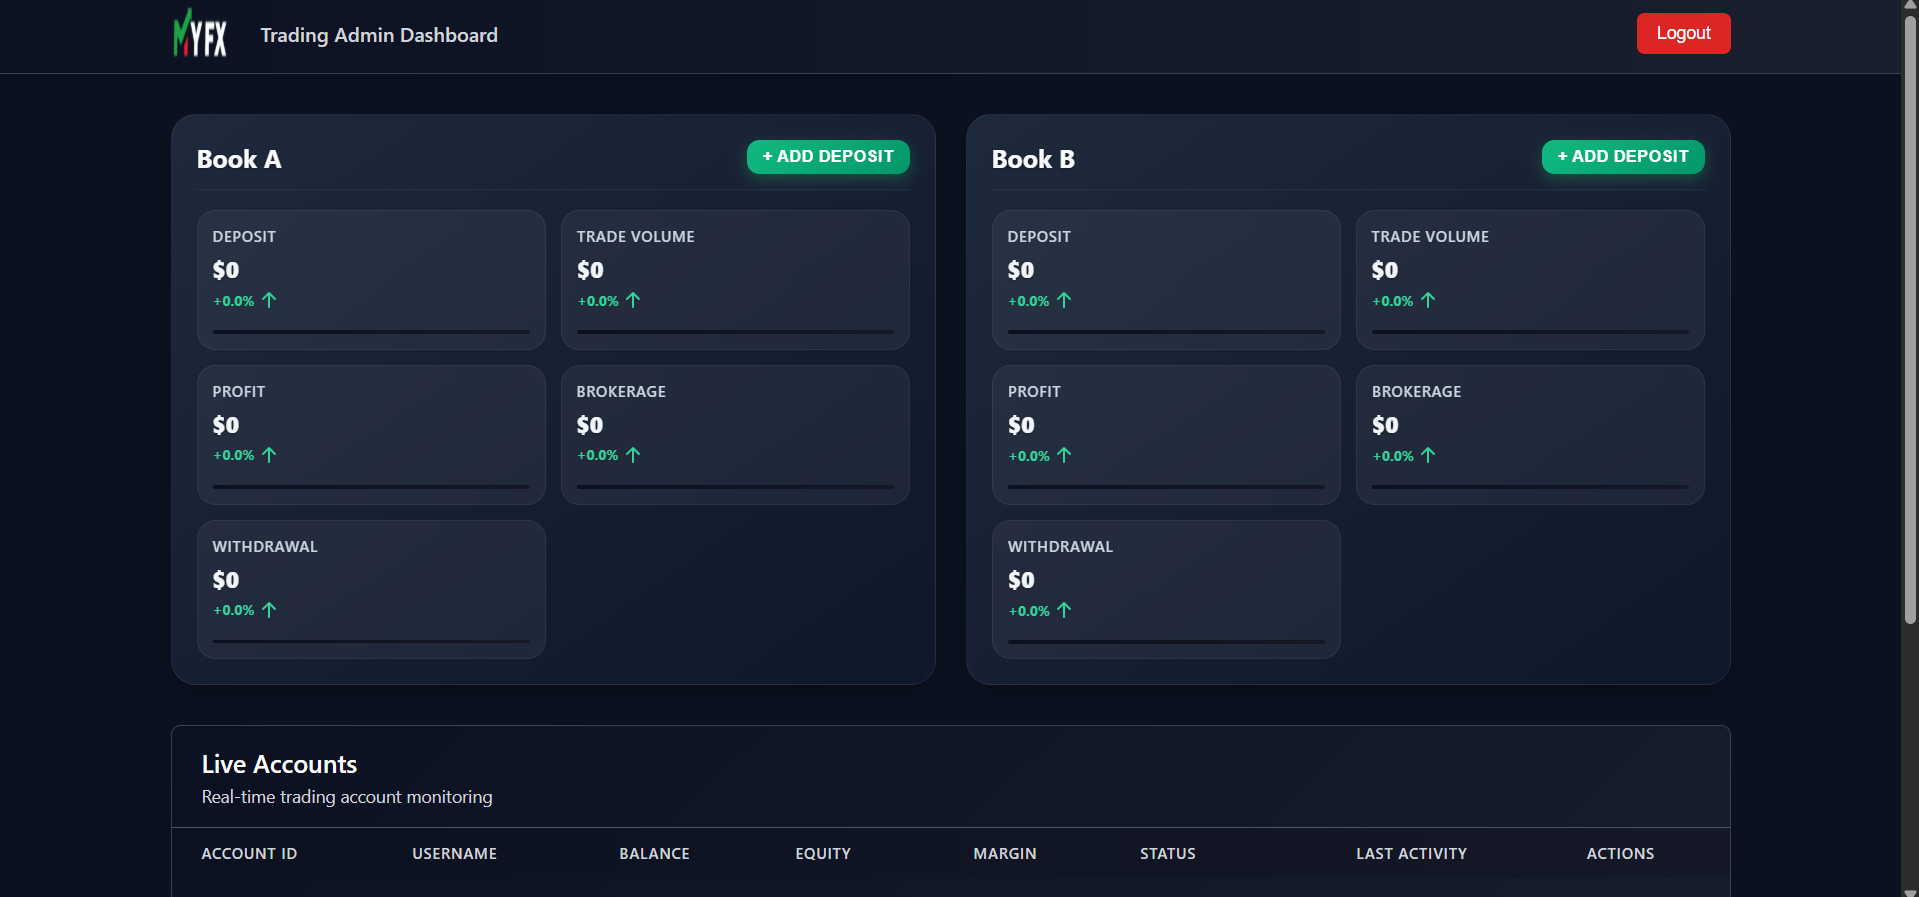 MYFX
Trading Admin Dashboard
Logout
Book A
+ ADD DEPOSIT
DEPOSIT
$0
+0.0%
TRADE VOLUME
$0
+0.0%
PROFIT
$0
+0.0%
BROKERAGE
$0
+0.0%
WITHDRAWAL
$0
+0.0%
Book B
+ ADD DEPOSIT
DEPOSIT
$0
+0.0%
TRADE VOLUME
$0
+0.0%
PROFIT
$0
+0.0%
BROKERAGE
$0
+0.0%
WITHDRAWAL
$0
+0.0%
Live Accounts
Real-time trading account monitoring
ACCOUNT ID USERNAME BALANCE EQUITY MARGIN STATUS LAST ACTIVITY ACTIONS